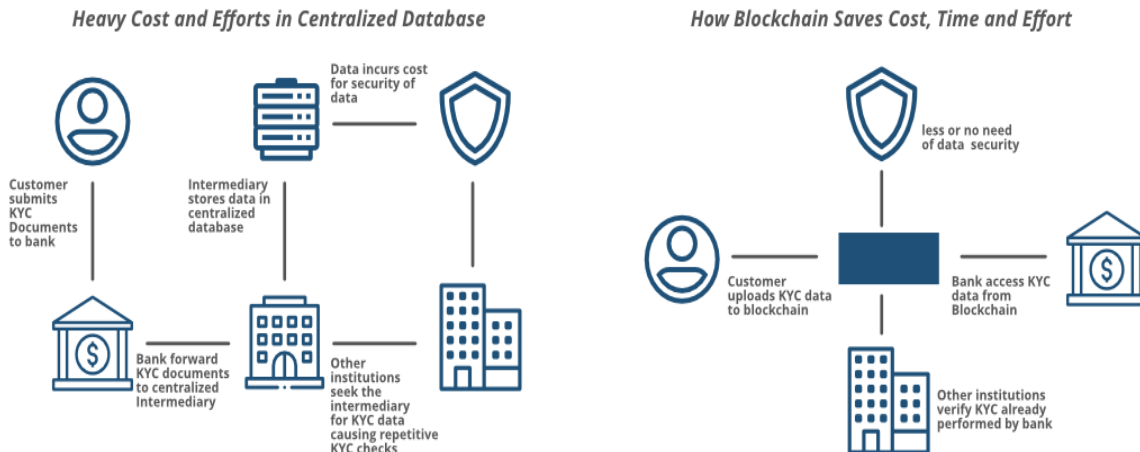 Heavy Cost and Efforts in Centralized Database
Data incurs cost
for security of
data
Customer
submits
KYC
Documents
to bank
Intermediary
stores data in
centralized
database
$
Bank forward
KYC documents
to centralized
Intermediary
Other
institutions
seek the
intermediary
for KYC data
causing repetitive
KYC checks
How Blockchain Saves Cost, Time and Effort
less or no need
of data security
Customer
uploads KYC data
to blockchain
Bank access KYC
data from
Blockchain
$
Other institutions
verify KYC already
performed by bank